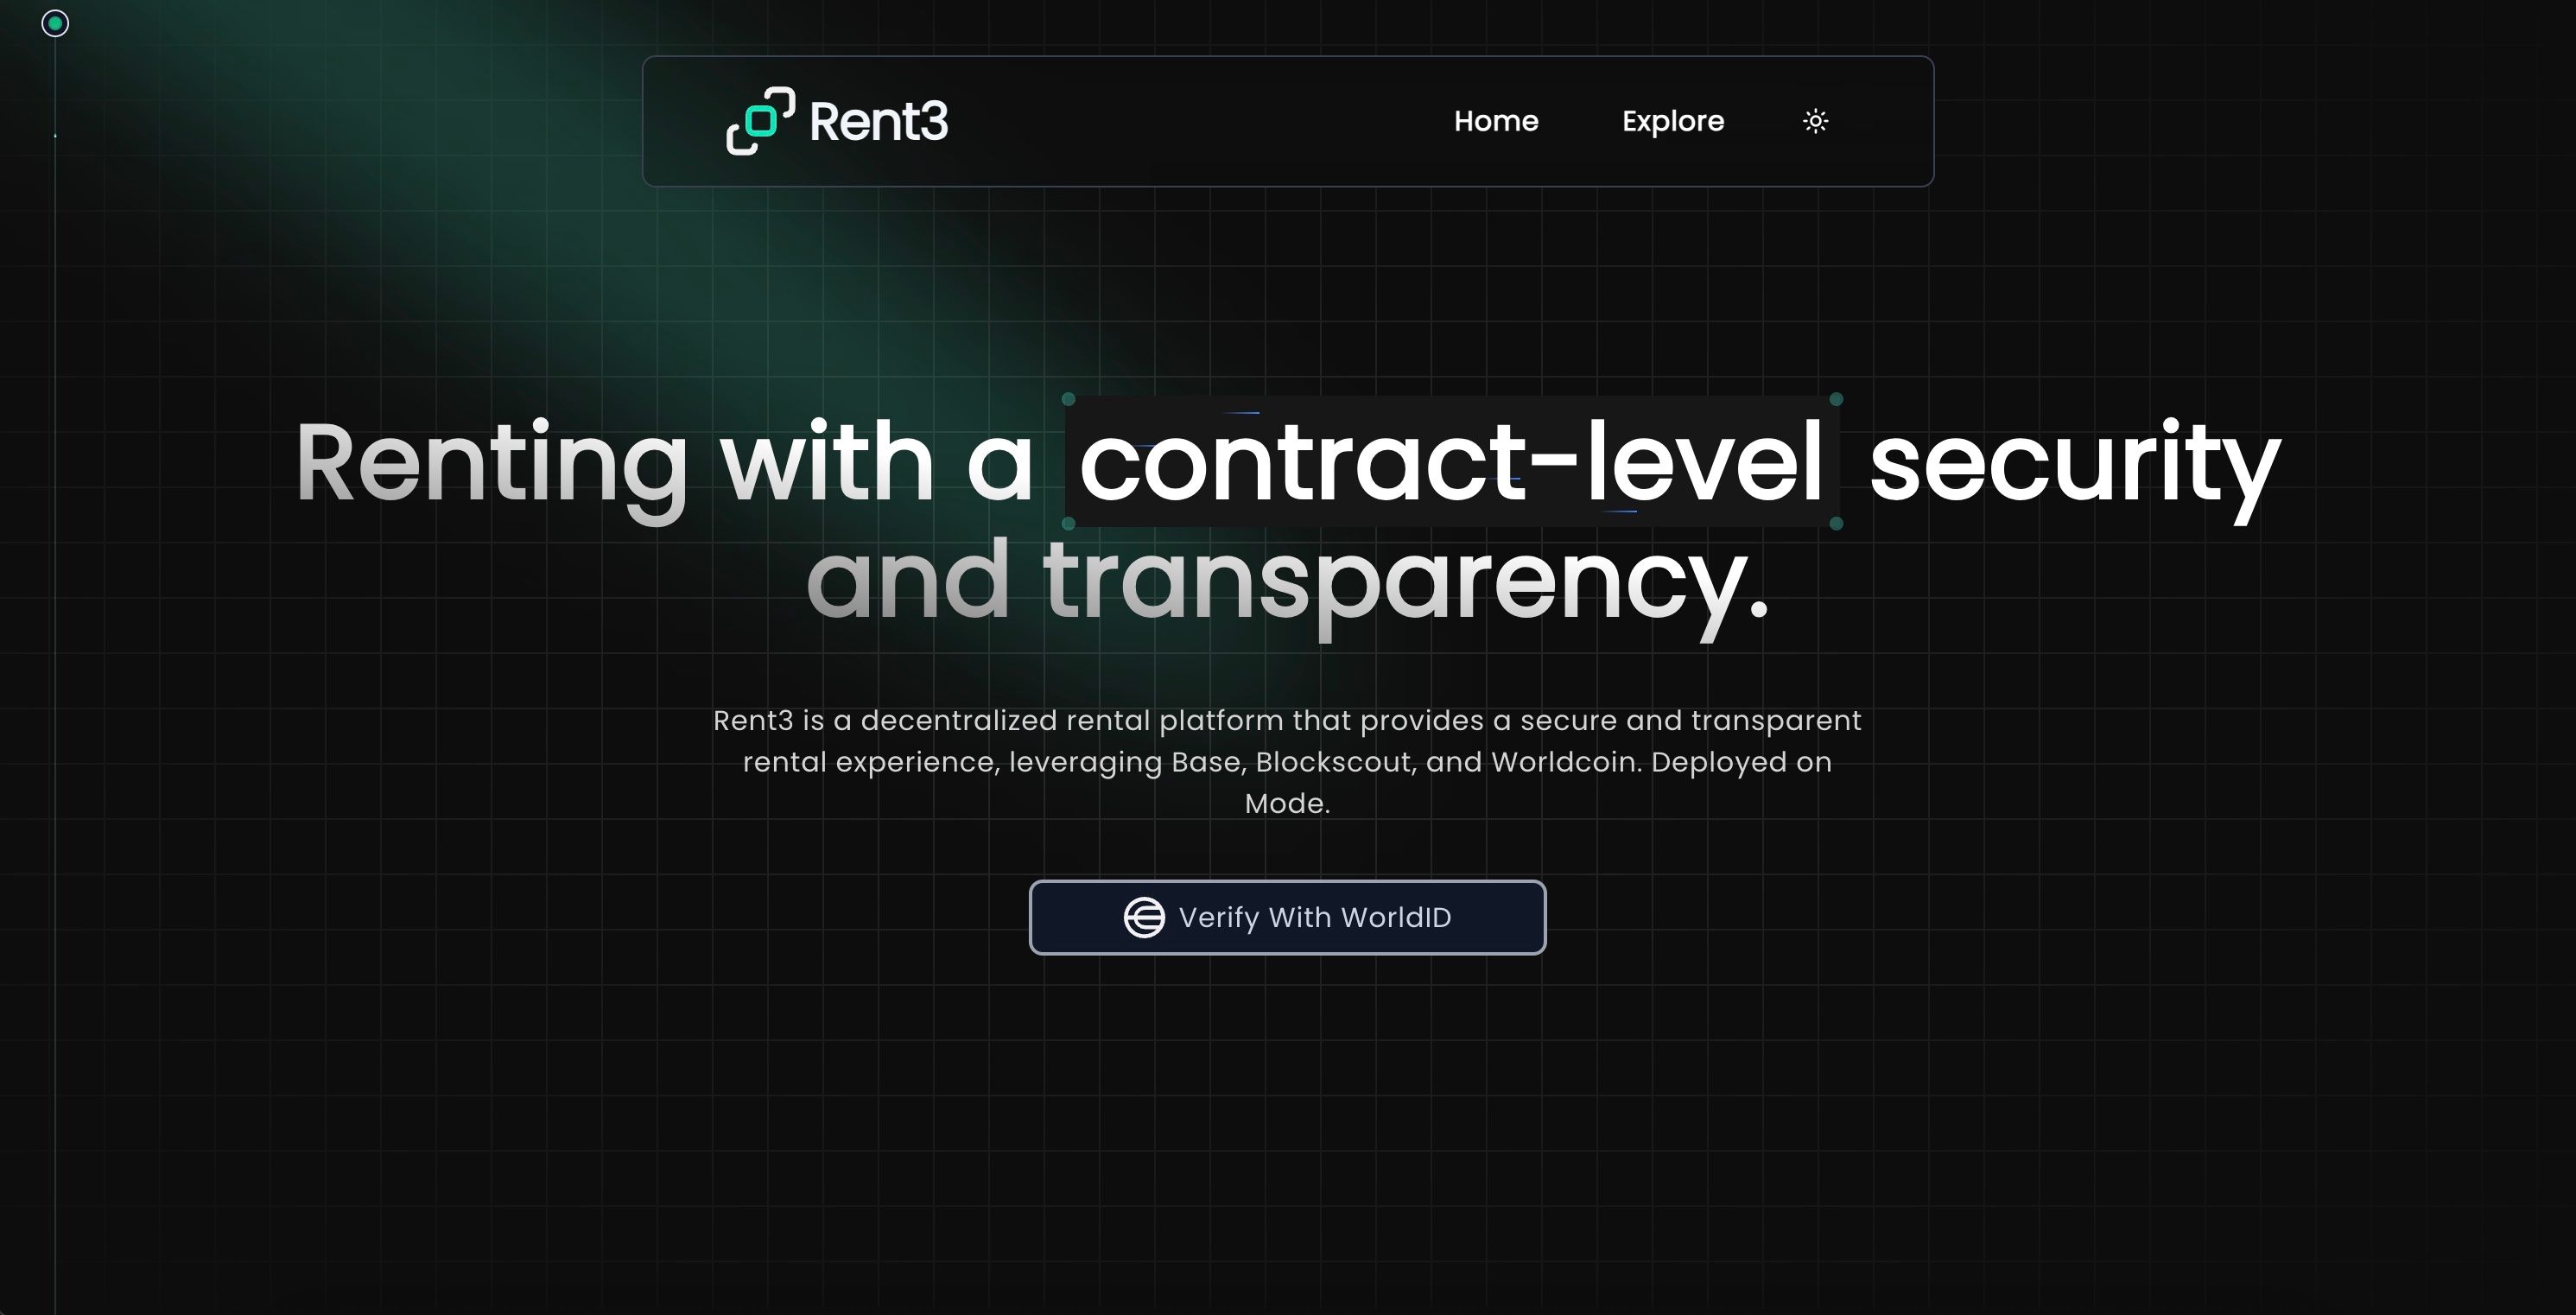 Rent3
Home
Explore
Renting with a contract-level security
and transparency.
Rent3 is a decentralized rental platform that provides a secure and transparent
rental experience, leveraging Base, Blockscout, and Worldcoin. Deployed on
Mode.
Verify With WorldID